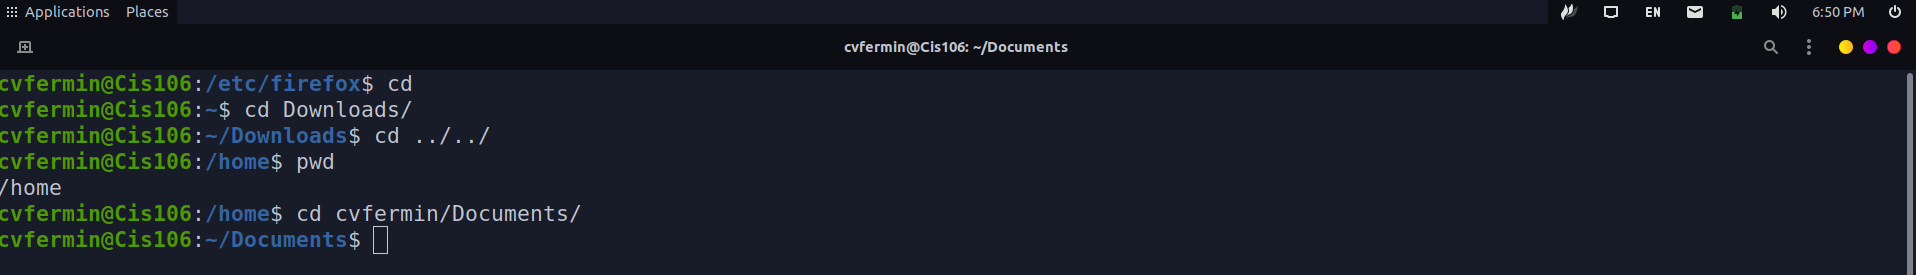 Applications Places EN 6:50 PM
cvfermin@Cis106: ~/Documents
cvfermin@Cis106:/etc/firefox$ cd
cvfermin@Cis106:~$ cd Downloads/
cvfermin@Cis106:~/Downloads$ cd ../../
cvfermin@Cis106:/home$ pwd
/home
cvfermin@Cis106:/home$ cd cvfermin/Documents/
cvfermin@Cis106:~/Documents$